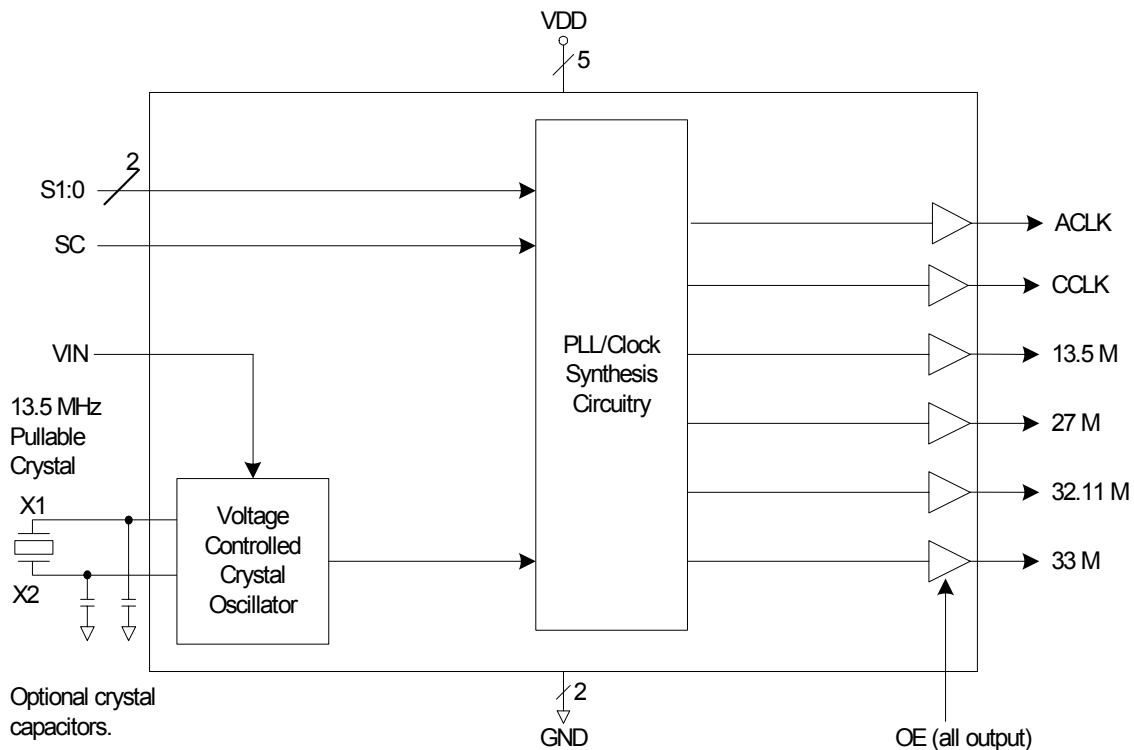 VDD
5
2
S1:0
SC
ACLK
CCLK
VIN
PLL/Clock
Synthesis
Circuitry
13.5 M
13.5 MHz
Pullable
Crystal
27 M
X1
Voltage
Controlled
Crystal
Oscillator
32.11 M
33 M
X2
Optional crystal
capacitors.
2
GND
OE (all output)